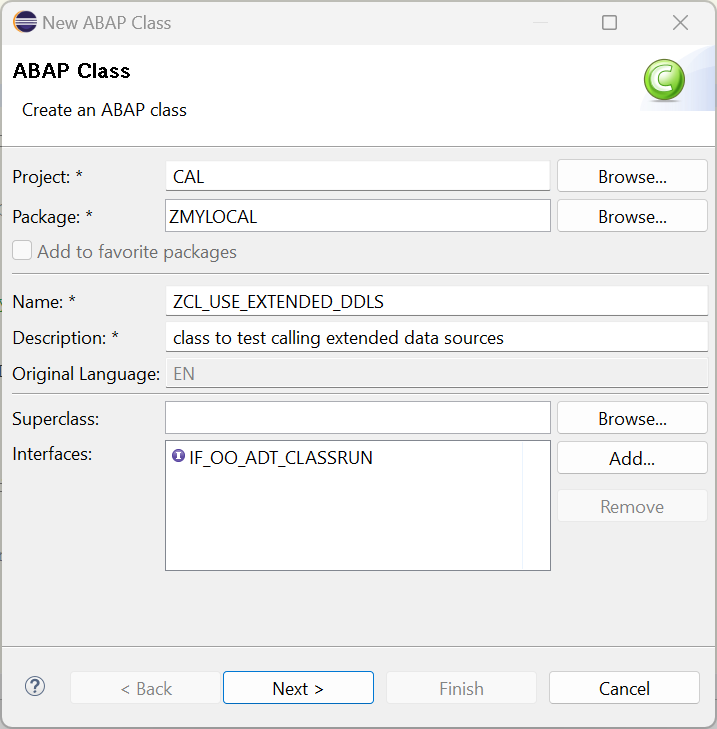 New ABAP Class
ABAP Class
Create an ABAP class
Project: * CAL Browse...
Package: * ZMYLOCAL Browse...
Add to favorite packages
Name: * ZCL_USE_EXTENDED_DDLS
Description: * class to test calling extended data sources
Original Language: EN
Superclass: Browse...
Interfaces: IF_OO_ADT_CLASSRUN Add...
Remove
? < Back Next > Finish Cancel